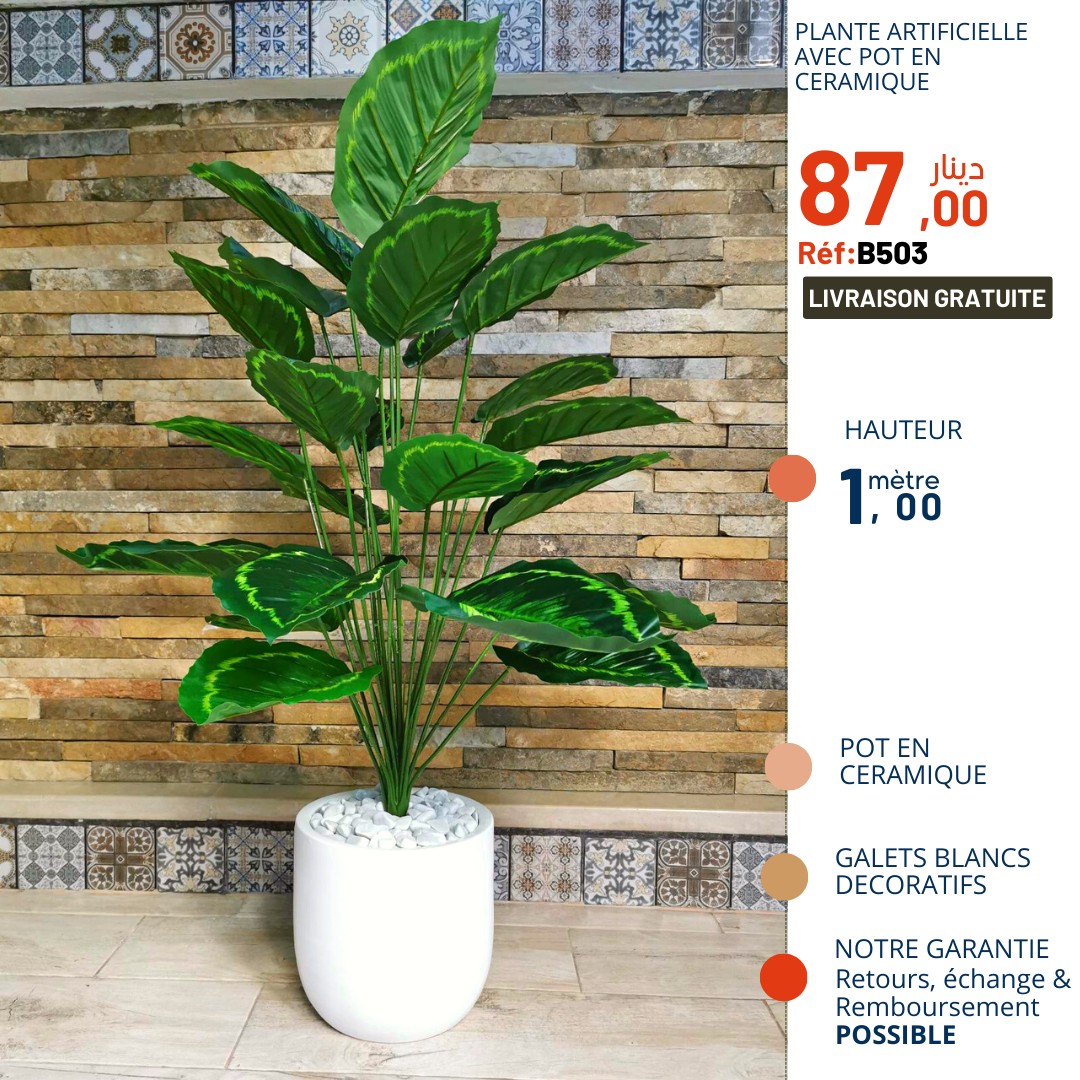 PLANTE ARTIFICIELLE
AVEC POT EN
CERAMIQUE
87,00 دينار
Réf:B503
LIVRAISON GRATUITE
HAUTEUR
1,00 mètre
POT EN
CERAMIQUE
GALETS BLANCS
DECORATIFS
NOTRE GARANTIE
Retours, échange &
Remboursement
POSSIBLE